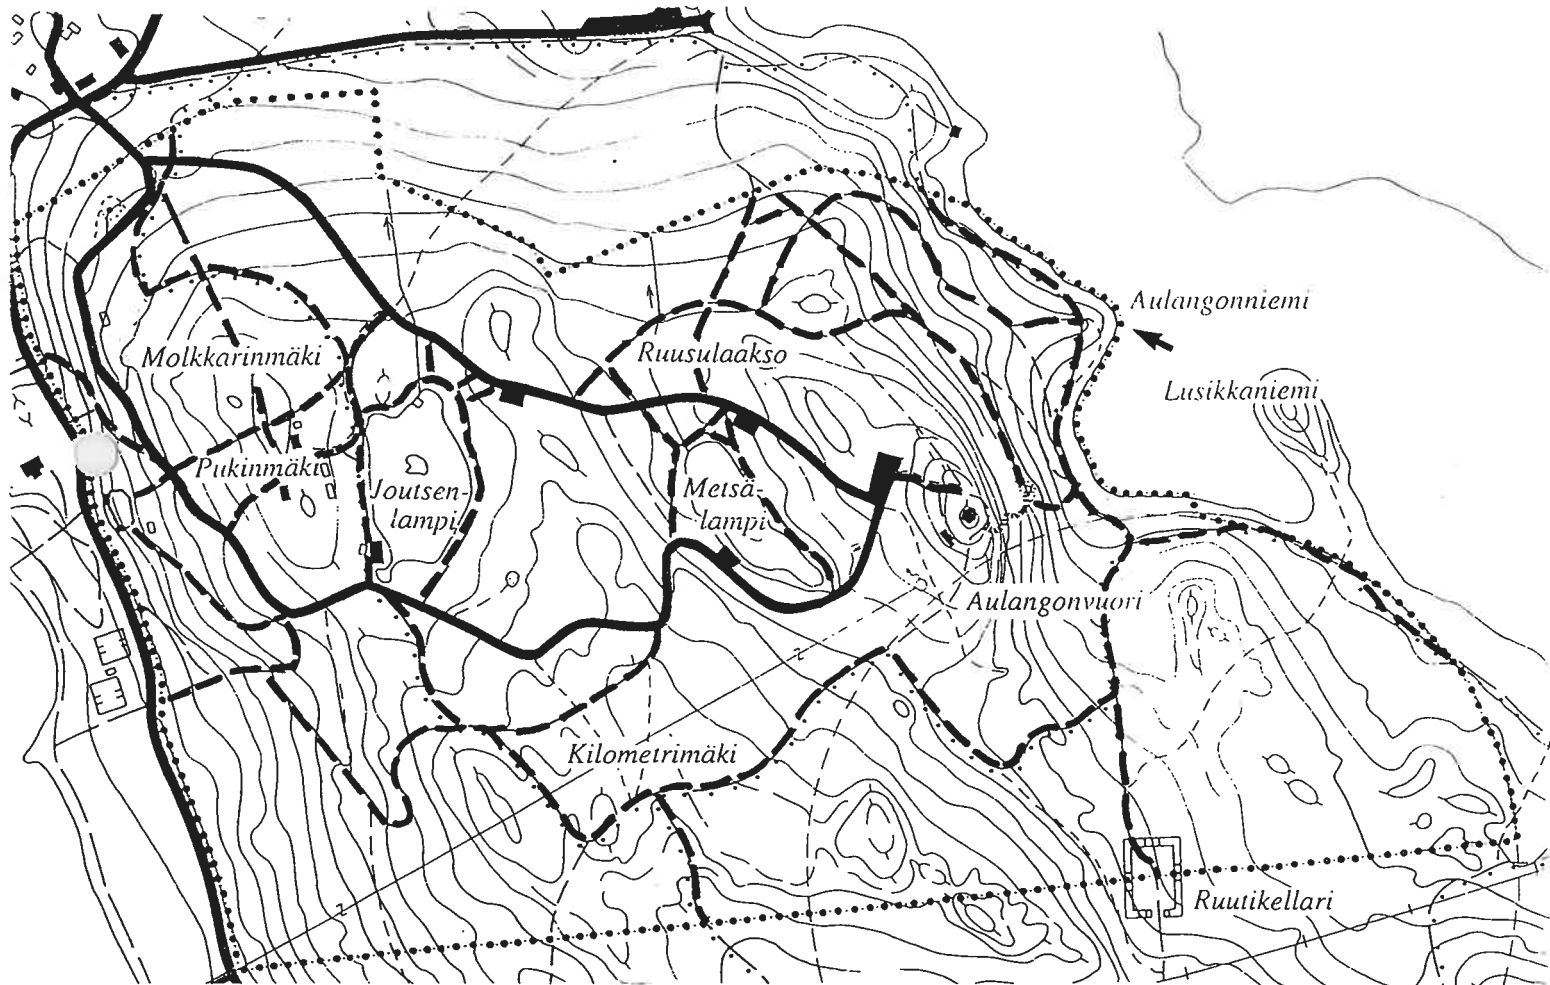 Aulangonniemi
Molkkarinmäki
Ruusulaakso
Lusikkaniemi
Pukinmäki
Joutsen-
lampi
Metsä-
lampi
Aulangonvuori
Kilometrimäki
Ruutikellari